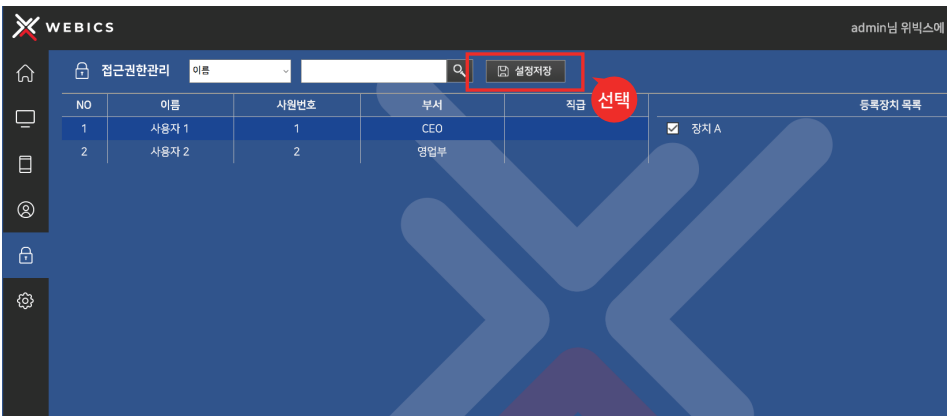 WEBICS
admin님 위빅스에
접근권한관리 이름 설정저장
선택
NO 이름 사원번호 부서 직급 등록장치 목록
1 사용자 1 1 CEO 장치 A
2 사용자 2 2 영업부